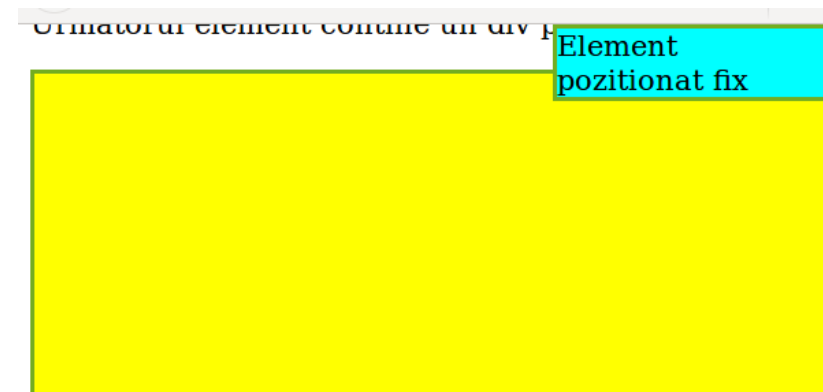 Urmatorul element contine un div p
Element
pozitionat fix